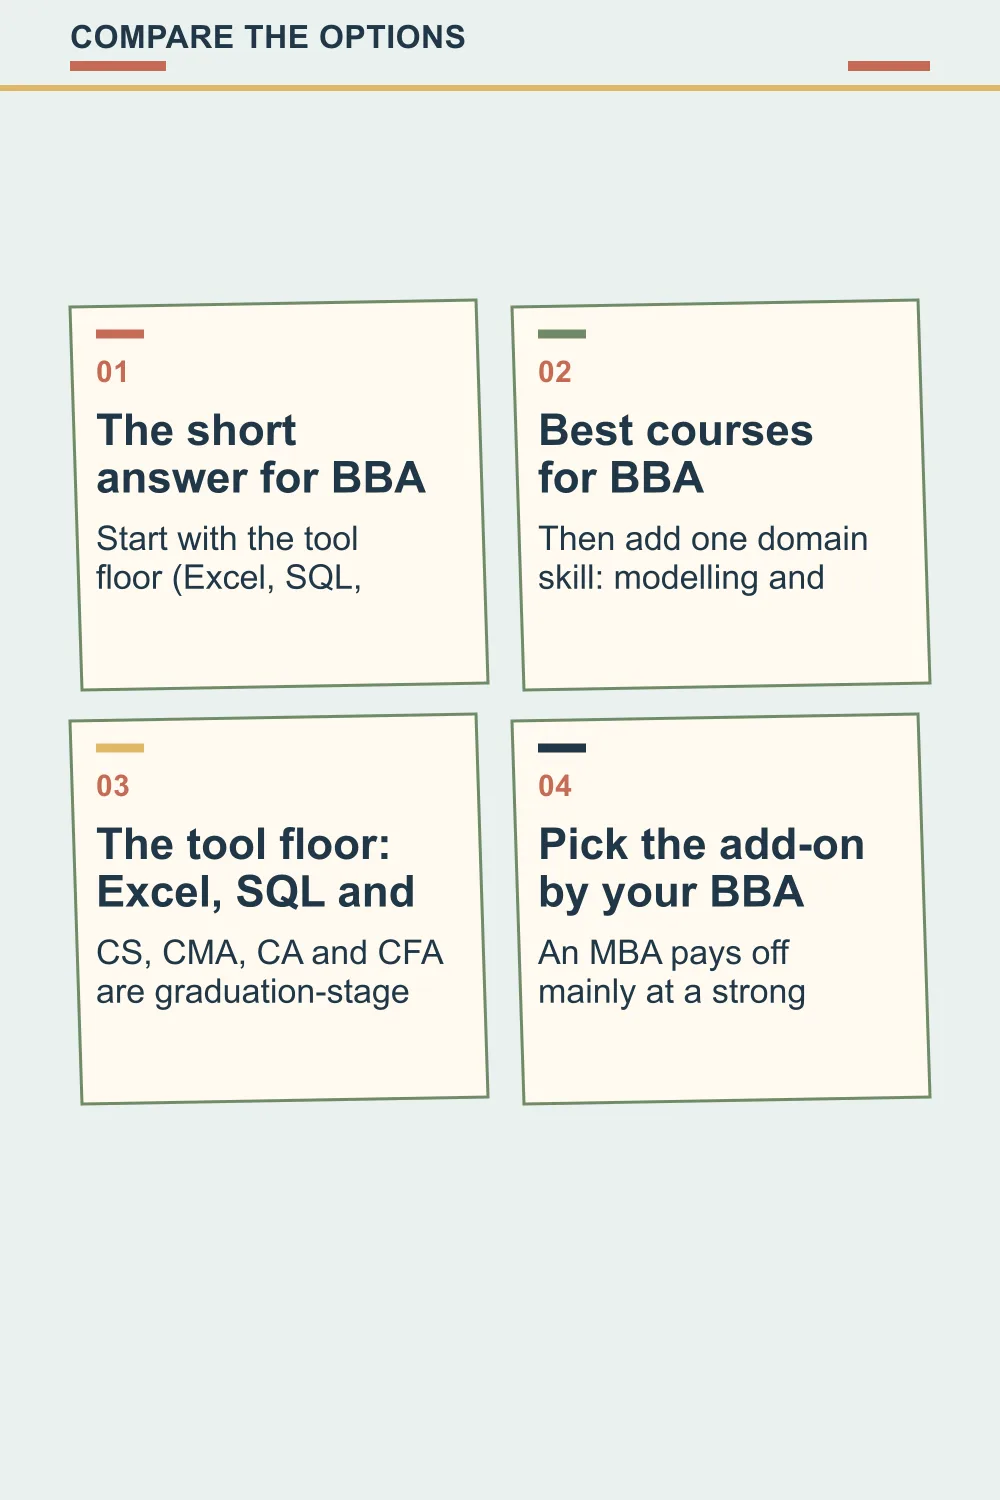 COMPARE THE OPTIONS
01
The short
answer for BBA
Start with the tool
floor (Excel, SQL,
02
Best courses
for BBA
Then add one domain
skill: modelling and
03
The tool floor:
Excel, SQL and
CS, CMA, CA and CFA
are graduation-stage
04
Pick the add-on
by your BBA
An MBA pays off
mainly at a strong